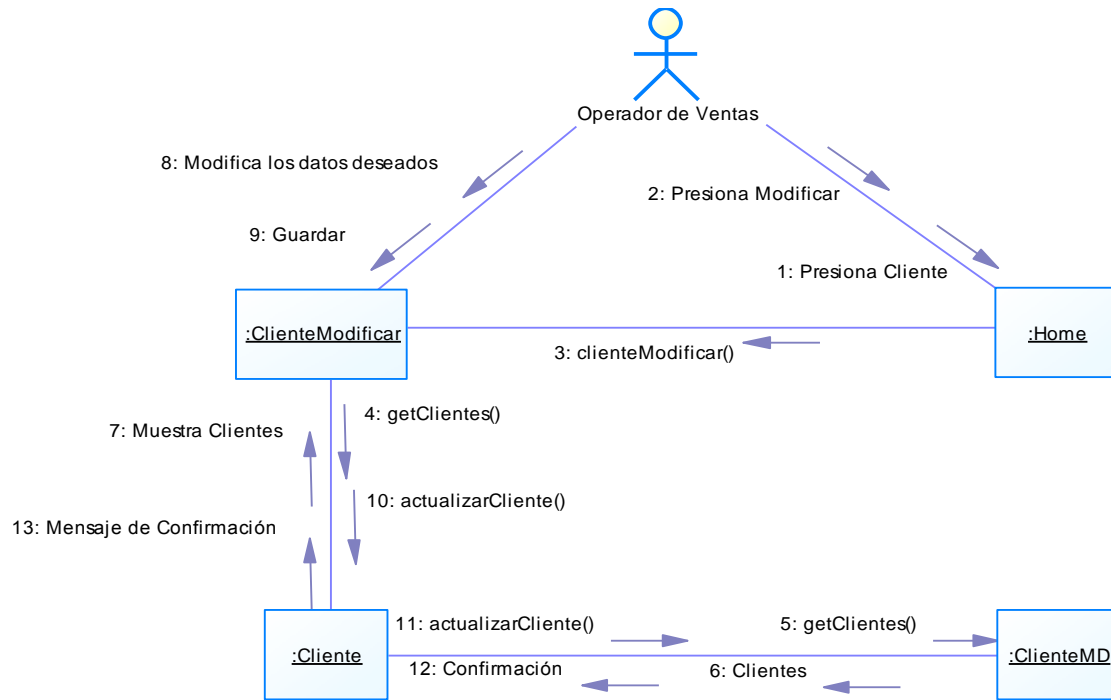 Operador de Ventas
8: Modifica los datos deseados
2: Presiona Modificar
9: Guardar
1: Presiona Cliente
:ClienteModificar
:Home
3: clienteModificar()
4: getClientes()
7: Muestra Clientes
10: actualizarCliente()
13: Mensaje de Confirmación
11: actualizarCliente()
5: getClientes()
:Cliente
:ClienteMD
12: Confirmación
6: Clientes